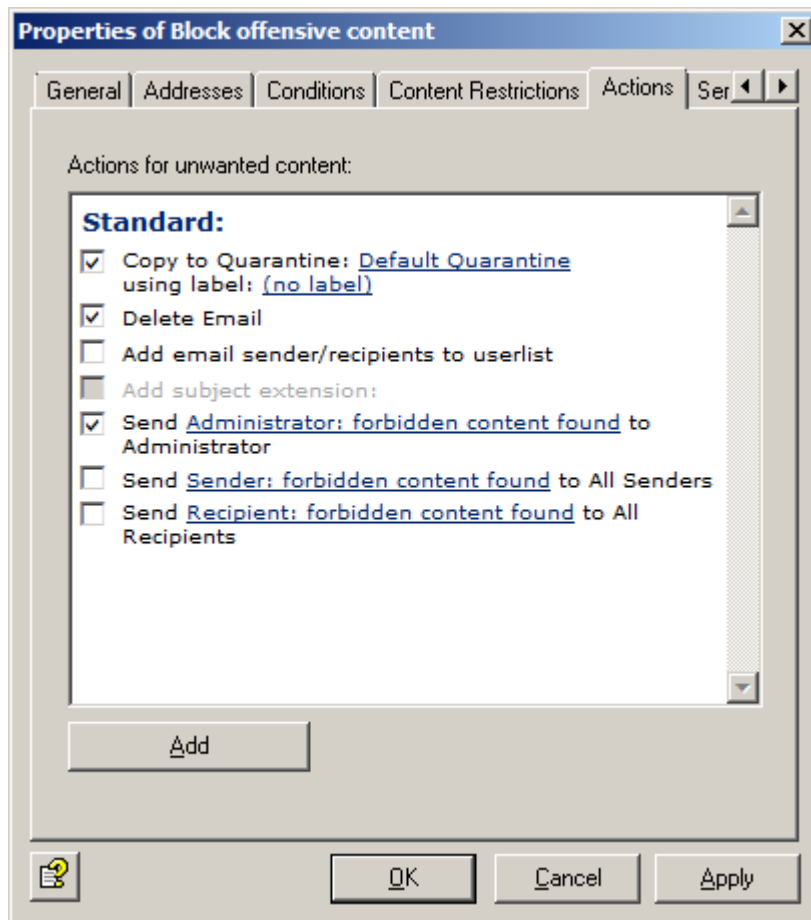 Properties of Block offensive content
General Addresses Conditions Content Restrictions Actions Ser
Actions for unwanted content:
Standard:
Copy to Quarantine: Default Quarantine
using label: (no label)
Delete Email
Add email sender/recipients to userlist
Add subject extension:
Send Administrator: forbidden content found to
Administrator
Send Sender: forbidden content found to All Senders
Send Recipient: forbidden content found to All
Recipients
Add
OK Cancel Apply